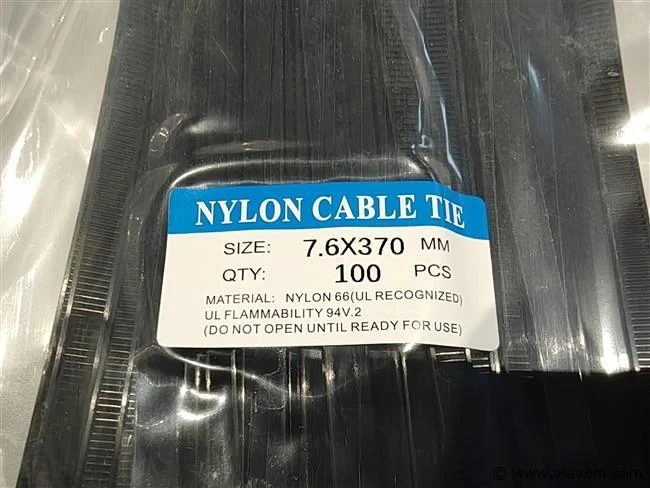 NYLON CABLE TIE
SIZE: 7.6X370 MM
QTY: 100 PCS
MATERIAL: NYLON 66(UL RECOGNIZED)
UL FLAMMABILITY 94V.2
(DO NOT OPEN UNTIL READY FOR USE)
© www.vlavem.com